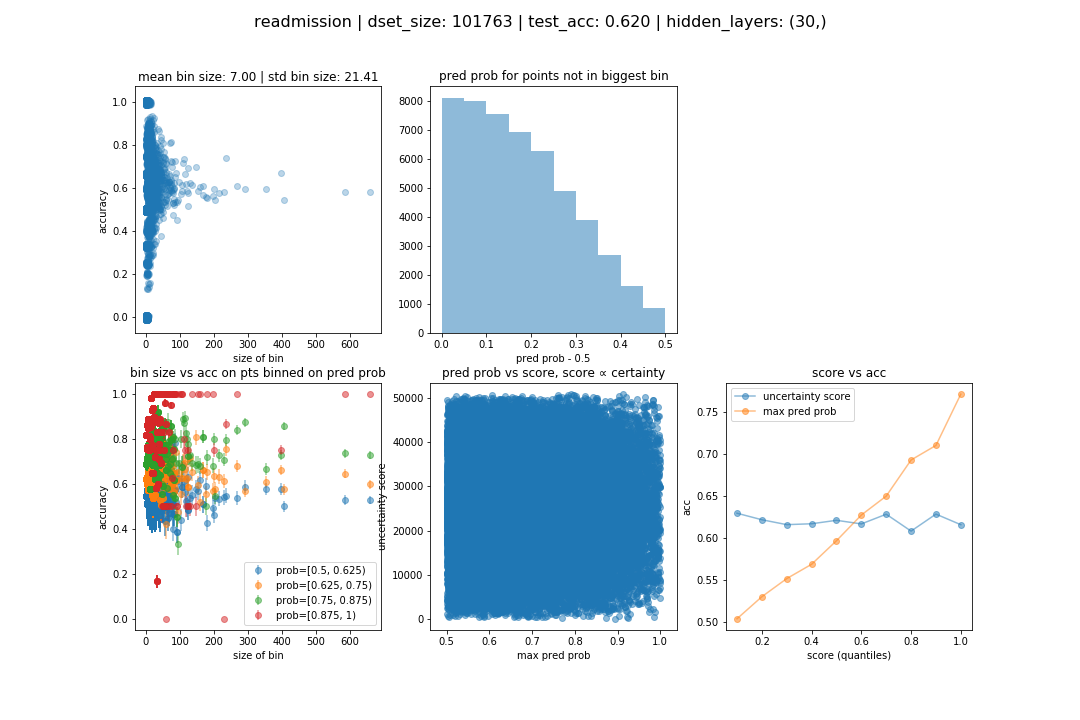 readmission | dset_size: 101763 | test_acc: 0.620 | hidden_layers: (30,)
mean bin size: 7.00 | std bin size: 21.41
1.0
0.8
0.6
0.4
0.2
0.0
accuracy
0 100 200 300 400 500 600
size of bin
pred prob for points not in biggest bin
8000
7000
6000
5000
4000
3000
2000
1000
0
0.0 0.1 0.2 0.3 0.4 0.5
pred prob - 0.5
bin size vs acc on pts binned on pred prob
1.0
0.8
0.6
0.4
0.2
0.0
accuracy
prob=[0.5, 0.625)
prob=[0.625, 0.75)
prob=[0.75, 0.875)
prob=[0.875, 1)
0 100 200 300 400 500 600
size of bin
pred prob vs score, score ∝ certainty
50000
40000
30000
20000
10000
0
uncertainty score
0.5 0.6 0.7 0.8 0.9 1.0
max pred prob
score vs acc
uncertainty score
max pred prob
0.75
0.70
0.65
0.60
0.55
0.50
acc
0.2 0.4 0.6 0.8 1.0
score (quantiles)